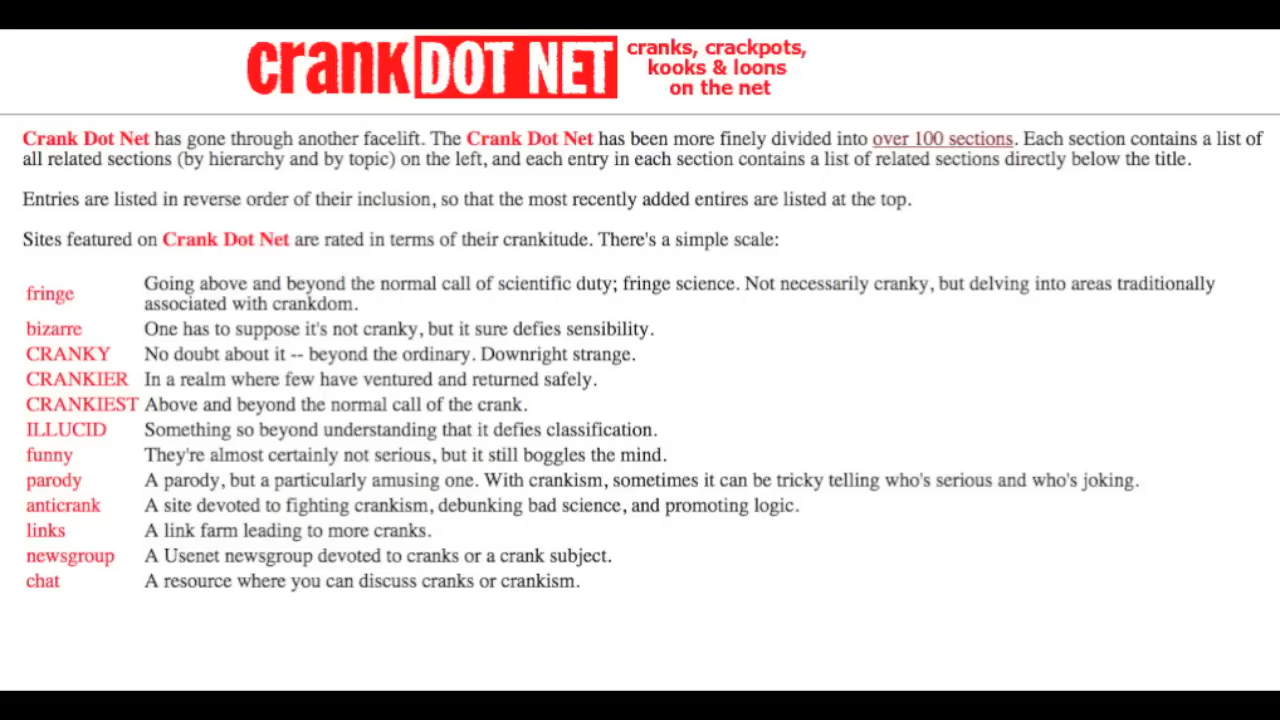 crank DOT NET
cranks, crackpots,
kooks & loons
on the net
Crank Dot Net has gone through another facelift. The Crank Dot Net has been more finely divided into over 100 sections. Each section contains a list of
all related sections (by hierarchy and by topic) on the left, and each entry in each section contains a list of related sections directly below the title.
Entries are listed in reverse order of their inclusion, so that the most recently added entires are listed at the top.
Sites featured on Crank Dot Net are rated in terms of their crankitude. There's a simple scale:
fringe Going above and beyond the normal call of scientific duty; fringe science. Not necessarily cranky, but delving into areas traditionally
associated with crankdom.
bizarre One has to suppose it's not cranky, but it sure defies sensibility.
CRANKY No doubt about it -- beyond the ordinary. Downright strange.
CRANKIER In a realm where few have ventured and returned safely.
CRANKIEST Above and beyond the normal call of the crank.
ILLUCID Something so beyond understanding that it defies classification.
funny They're almost certainly not serious, but it still boggles the mind.
parody A parody, but a particularly amusing one. With crankism, sometimes it can be tricky telling who's serious and who's joking.
anticrank A site devoted to fighting crankism, debunking bad science, and promoting logic.
links A link farm leading to more cranks.
newsgroup A Usenet newsgroup devoted to cranks or a crank subject.
chat A resource where you can discuss cranks or crankism.